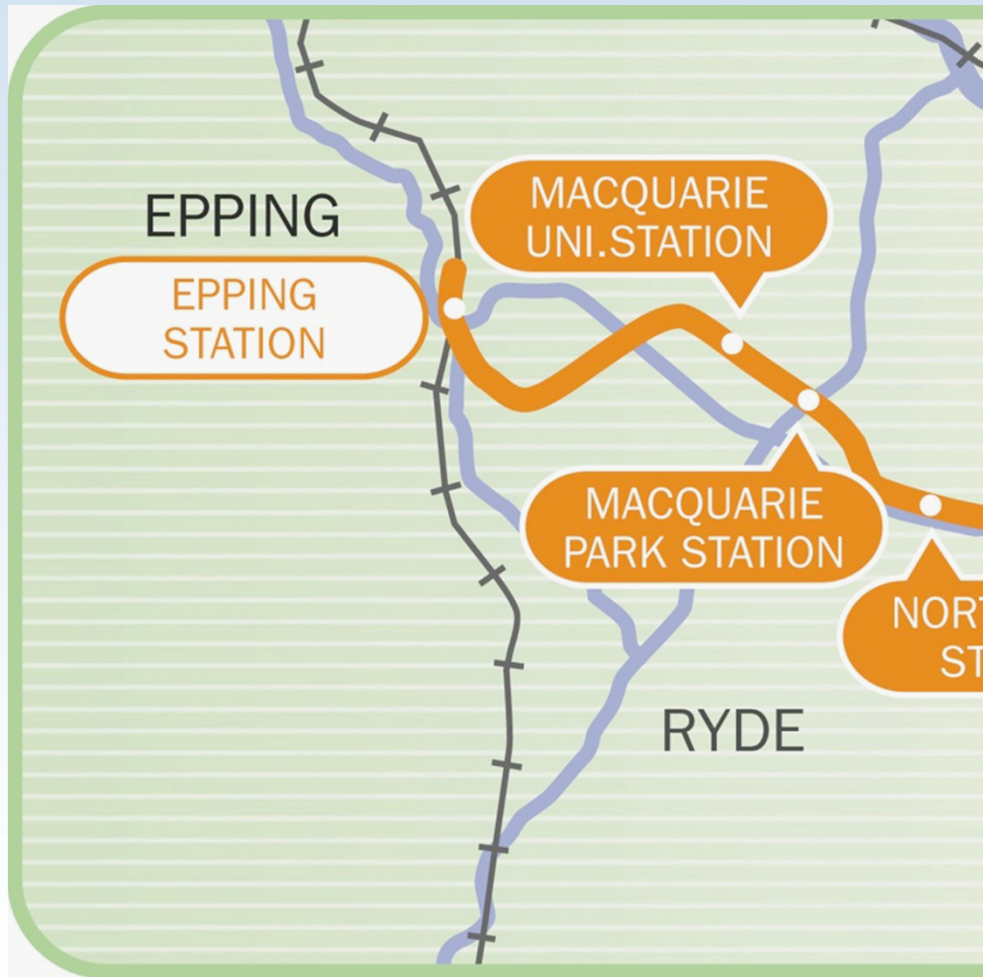 EPPING
EPPING
STATION
MACQUARIE
UNI.STATION
MACQUARIE
PARK STATION
RYDE